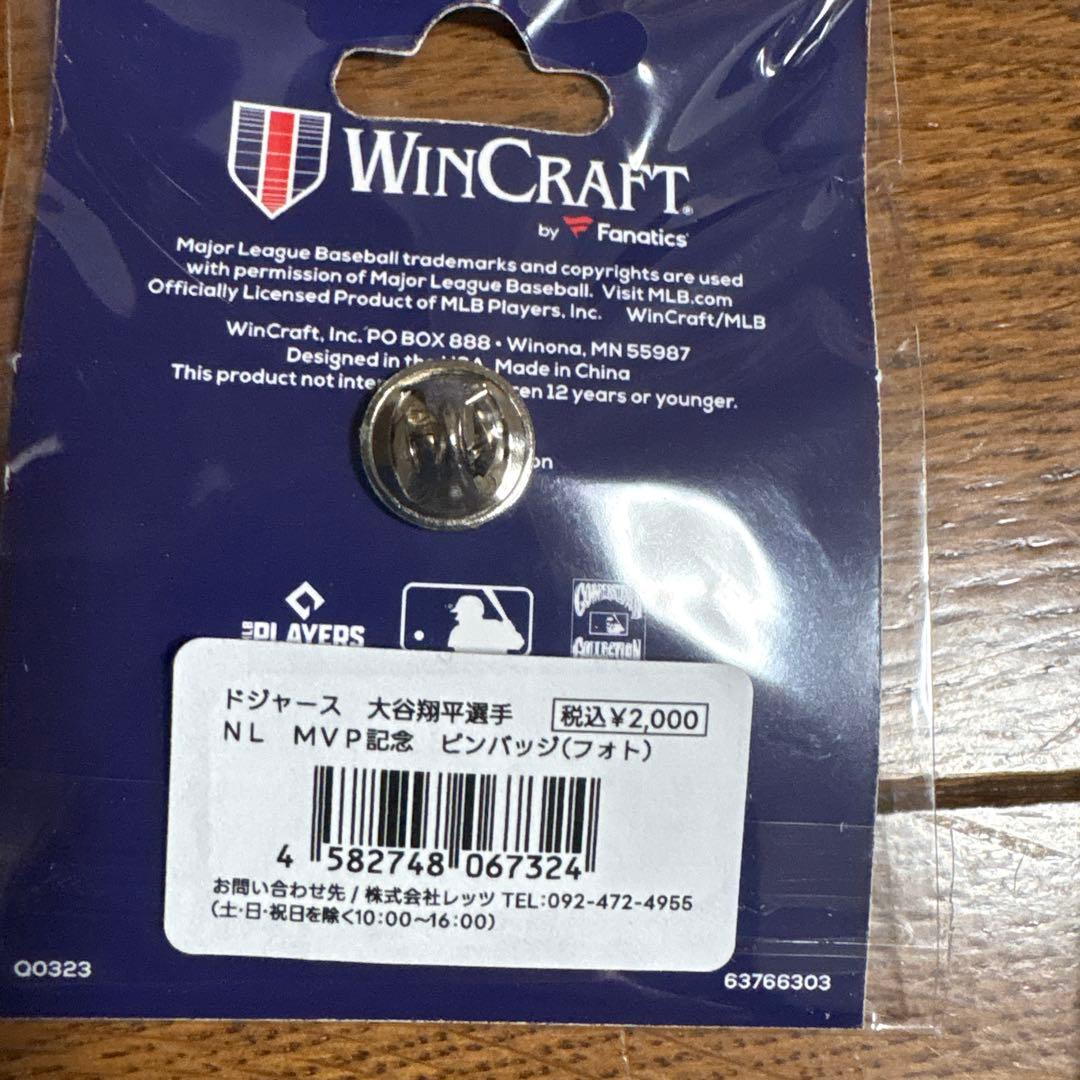 WINCRAFT®
by Fanatics
Major League Baseball trademarks and copyrights are used
with permission of Major League Baseball. Visit MLB.com
Officially Licensed Product of MLB Players, Inc. WinCraft/MLB
WinCraft, Inc. PO BOX 888 • Winona, MN 55987
Designed in Made in China
This product not 12 years or younger.
PLAYERS
COLLECTION
ドジャース 大谷翔平選手 税込¥2,000
NL MVP記念 ピンバッジ(フォト)
4 582748 067324
お問い合わせ先 / 株式会社レッツ TEL:092-472-4955
(土・日・祝日を除く10:00~16:00)
Q0323
63766303